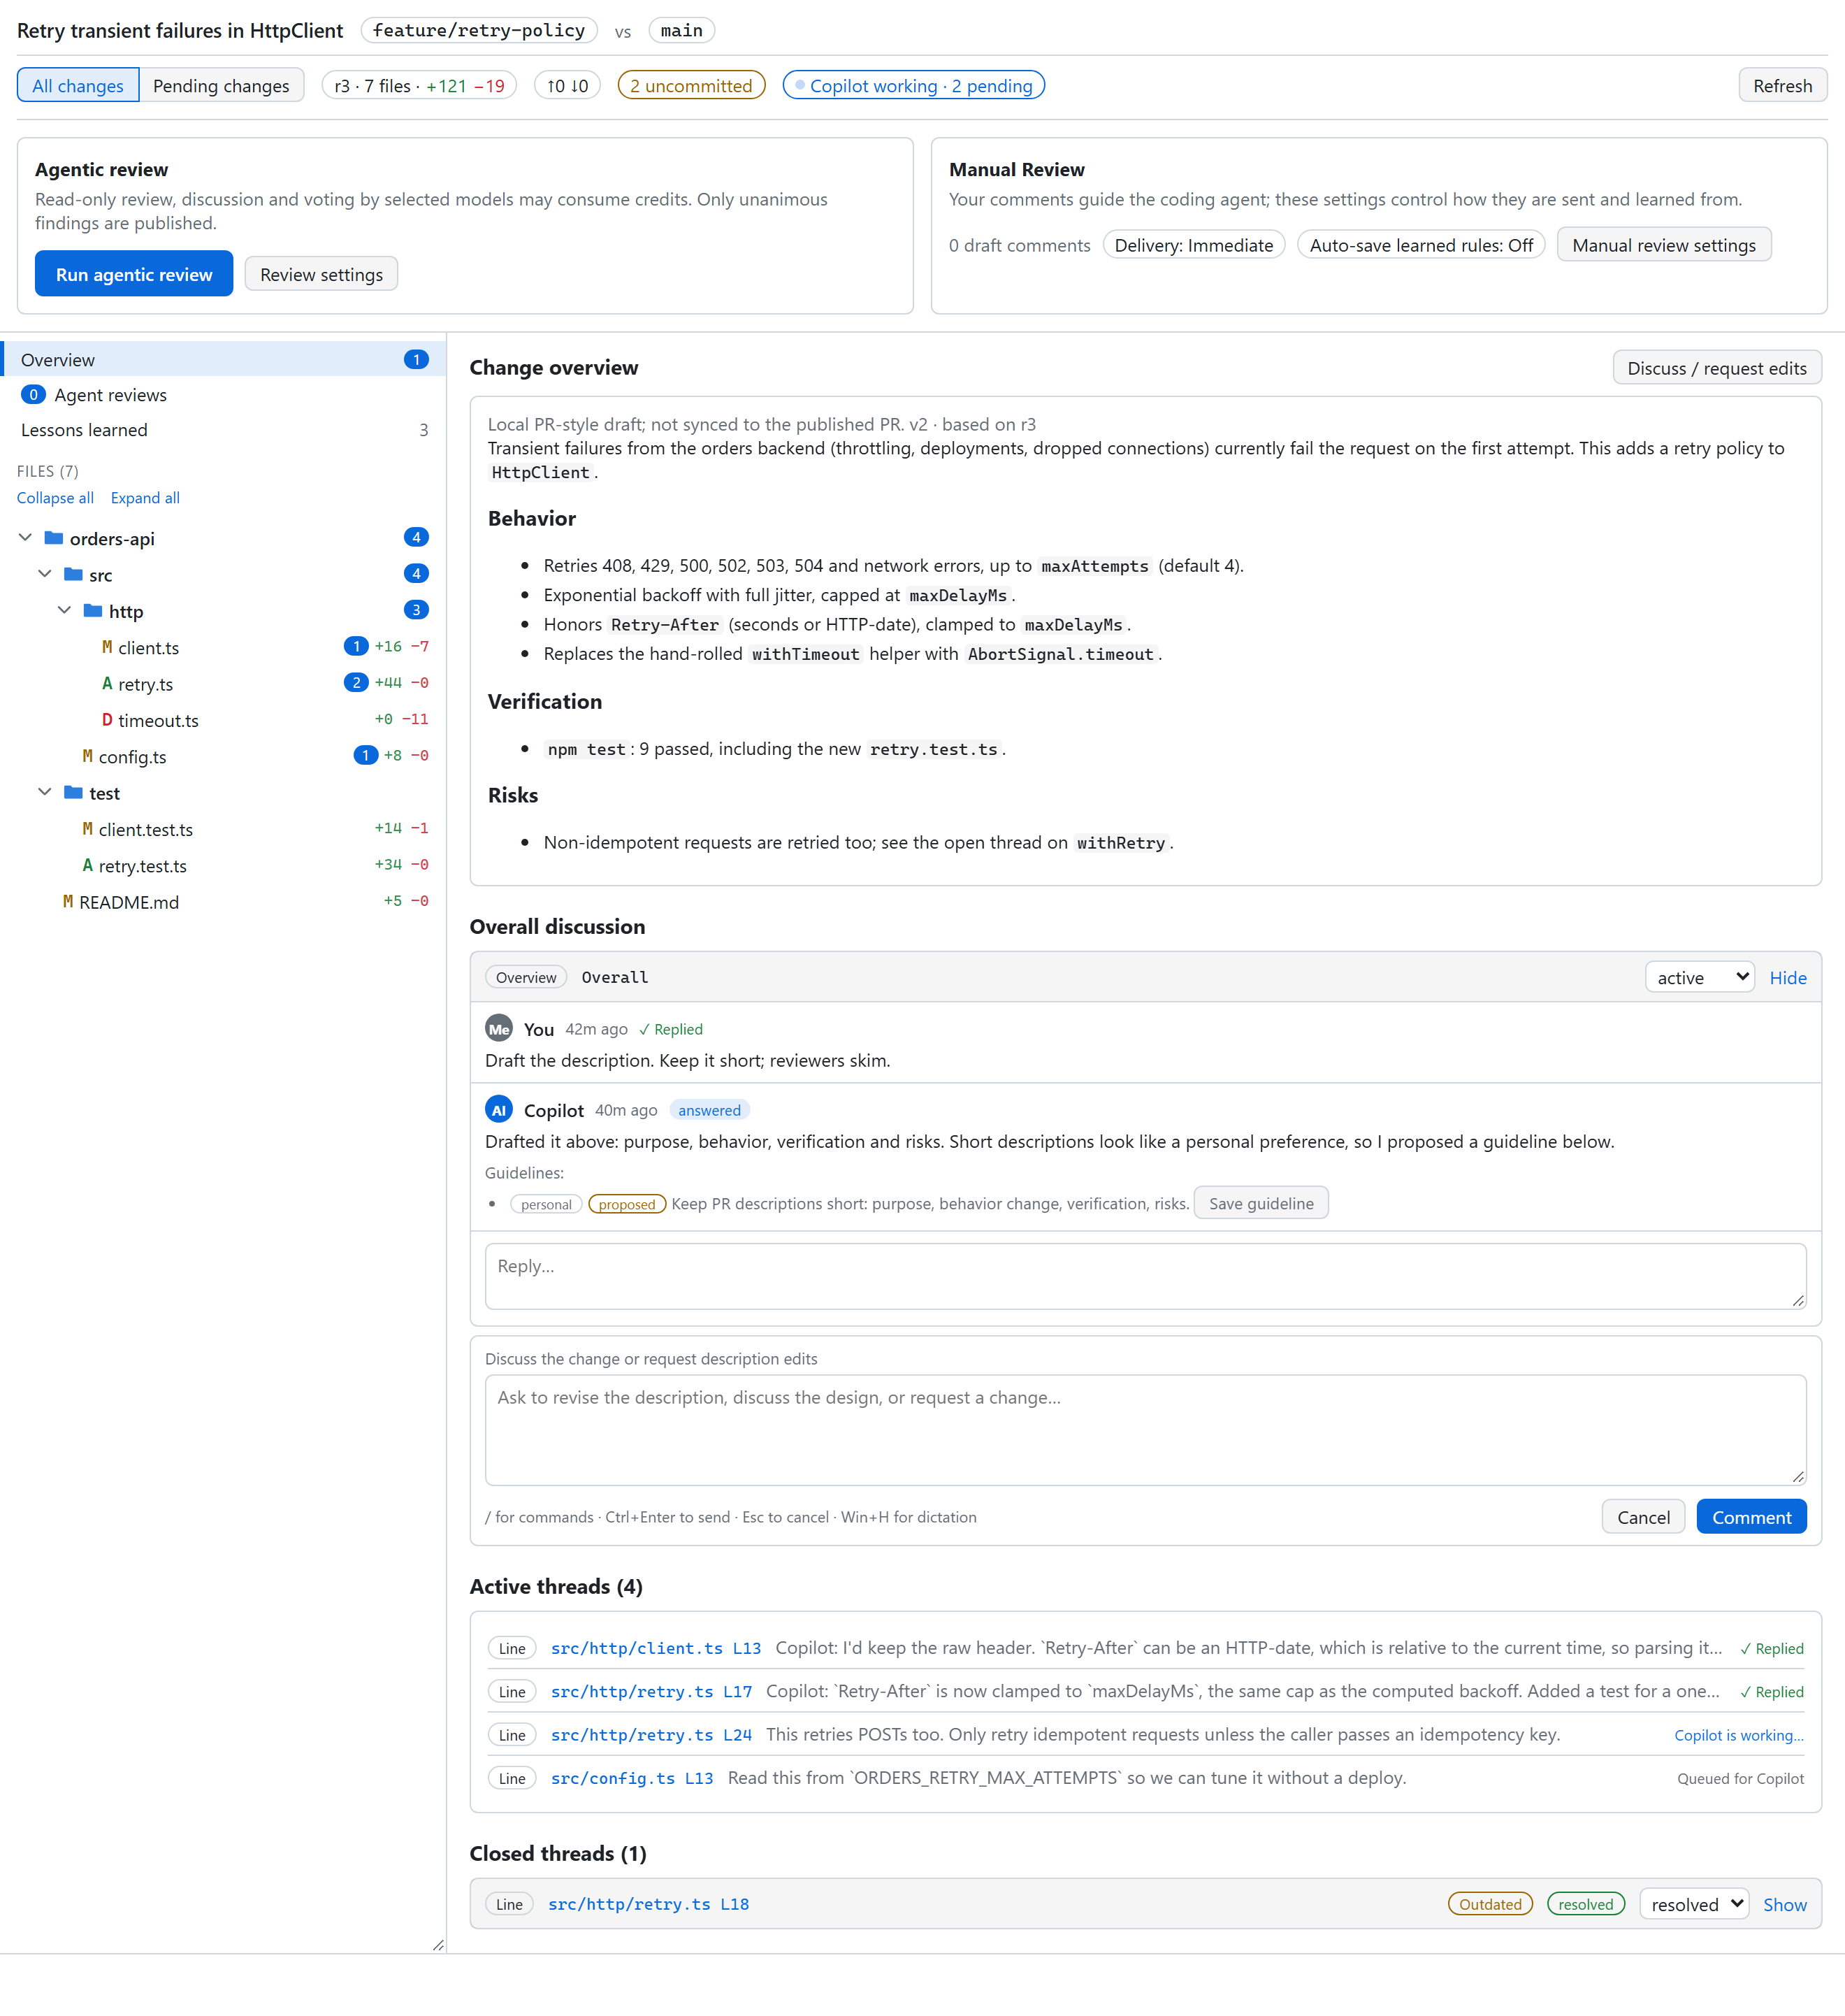 Retry transient failures in HttpClient feature/retry-policy vs main
All changes Pending changes r3 · 7 files · +121 −19 ↑0 ↓0 2 uncommitted Copilot working · 2 pending Refresh
Agentic review
Read-only review, discussion and voting by selected models may consume credits. Only unanimous
findings are published.
Run agentic review Review settings
Manual Review
Your comments guide the coding agent; these settings control how they are sent and learned from.
0 draft comments Delivery: Immediate Auto-save learned rules: Off Manual review settings
Overview 1
0 Agent reviews
Lessons learned 3
FILES (7)
Collapse all Expand all
orders-api 4
src 4
http 3
M client.ts 1 +16 −7
A retry.ts 2 +44 −0
D timeout.ts +0 −11
M config.ts 1 +8 −0
test
M client.test.ts +14 −1
A retry.test.ts +34 −0
M README.md +5 −0
Change overview Discuss / request edits
Local PR-style draft; not synced to the published PR. v2 · based on r3
Transient failures from the orders backend (throttling, deployments, dropped connections) currently fail the request on the first attempt. This adds a retry policy to
HttpClient.
Behavior
• Retries 408, 429, 500, 502, 503, 504 and network errors, up to maxAttempts (default 4).
• Exponential backoff with full jitter, capped at maxDelayMs.
• Honors Retry-After (seconds or HTTP-date), clamped to maxDelayMs.
• Replaces the hand-rolled withTimeout helper with AbortSignal.timeout.
Verification
• npm test: 9 passed, including the new retry.test.ts.
Risks
• Non-idempotent requests are retried too; see the open thread on withRetry.
Overall discussion
Overview Overall active Hide
Me You 42m ago ✓ Replied
Draft the description. Keep it short; reviewers skim.
AI Copilot 40m ago answered
Drafted it above: purpose, behavior, verification and risks. Short descriptions look like a personal preference, so I proposed a guideline below.
Guidelines:
• personal proposed Keep PR descriptions short: purpose, behavior change, verification, risks. Save guideline
Reply...
Discuss the change or request description edits
Ask to revise the description, discuss the design, or request a change...
/ for commands · Ctrl+Enter to send · Esc to cancel · Win+H for dictation Cancel Comment
Active threads (4)
Line src/http/client.ts L13 Copilot: I'd keep the raw header. `Retry-After` can be an HTTP-date, which is relative to the current time, so parsing it... ✓ Replied
Line src/http/retry.ts L17 Copilot: `Retry-After` is now clamped to `maxDelayMs`, the same cap as the computed backoff. Added a test for a one... ✓ Replied
Line src/http/retry.ts L24 This retries POSTs too. Only retry idempotent requests unless the caller passes an idempotency key. Copilot is working...
Line src/config.ts L13 Read this from `ORDERS_RETRY_MAX_ATTEMPTS` so we can tune it without a deploy. Queued for Copilot
Closed threads (1)
Line src/http/retry.ts L18 Outdated resolved resolved Show